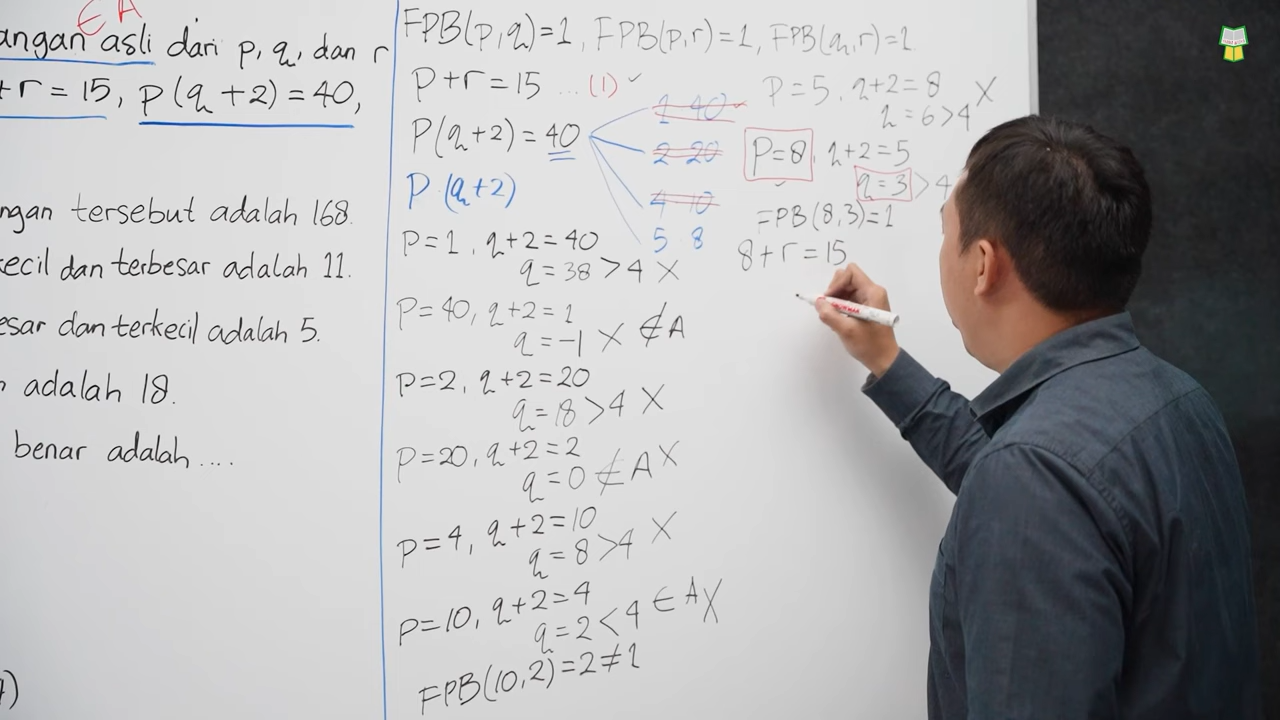 ∈A
angan asli dari p, q, dan r
+r = 15, p(q+2) = 40,
ngan tersebut adalah 168.
ecil dan terbesar adalah 11.
esar dan terkecil adalah 5.
adalah 18.
benar adalah ....
FPB(p,q)=1, FPB(p,r)=1, FPB(q,r)=1
p+r=15 ... (1) ✓
p(q+2)=40
1 40
2 20
4 10
5 8
p (q+2)
p=1, q+2=40
q=38>4 X
p=40, q+2=1
q=-1 X ∉A
p=2, q+2=20
q=18>4 X
p=20, q+2=2
q=0 ∉A X
p=4, q+2=10
q=8>4 X
p=10, q+2=4
q=2<4 ∈A X
FPB(10,2)=2≠1
p=5, q+2=8 X
q=6>4
p=8, q+2=5
q=3>4
FPB(8,3)=1
8+r=15